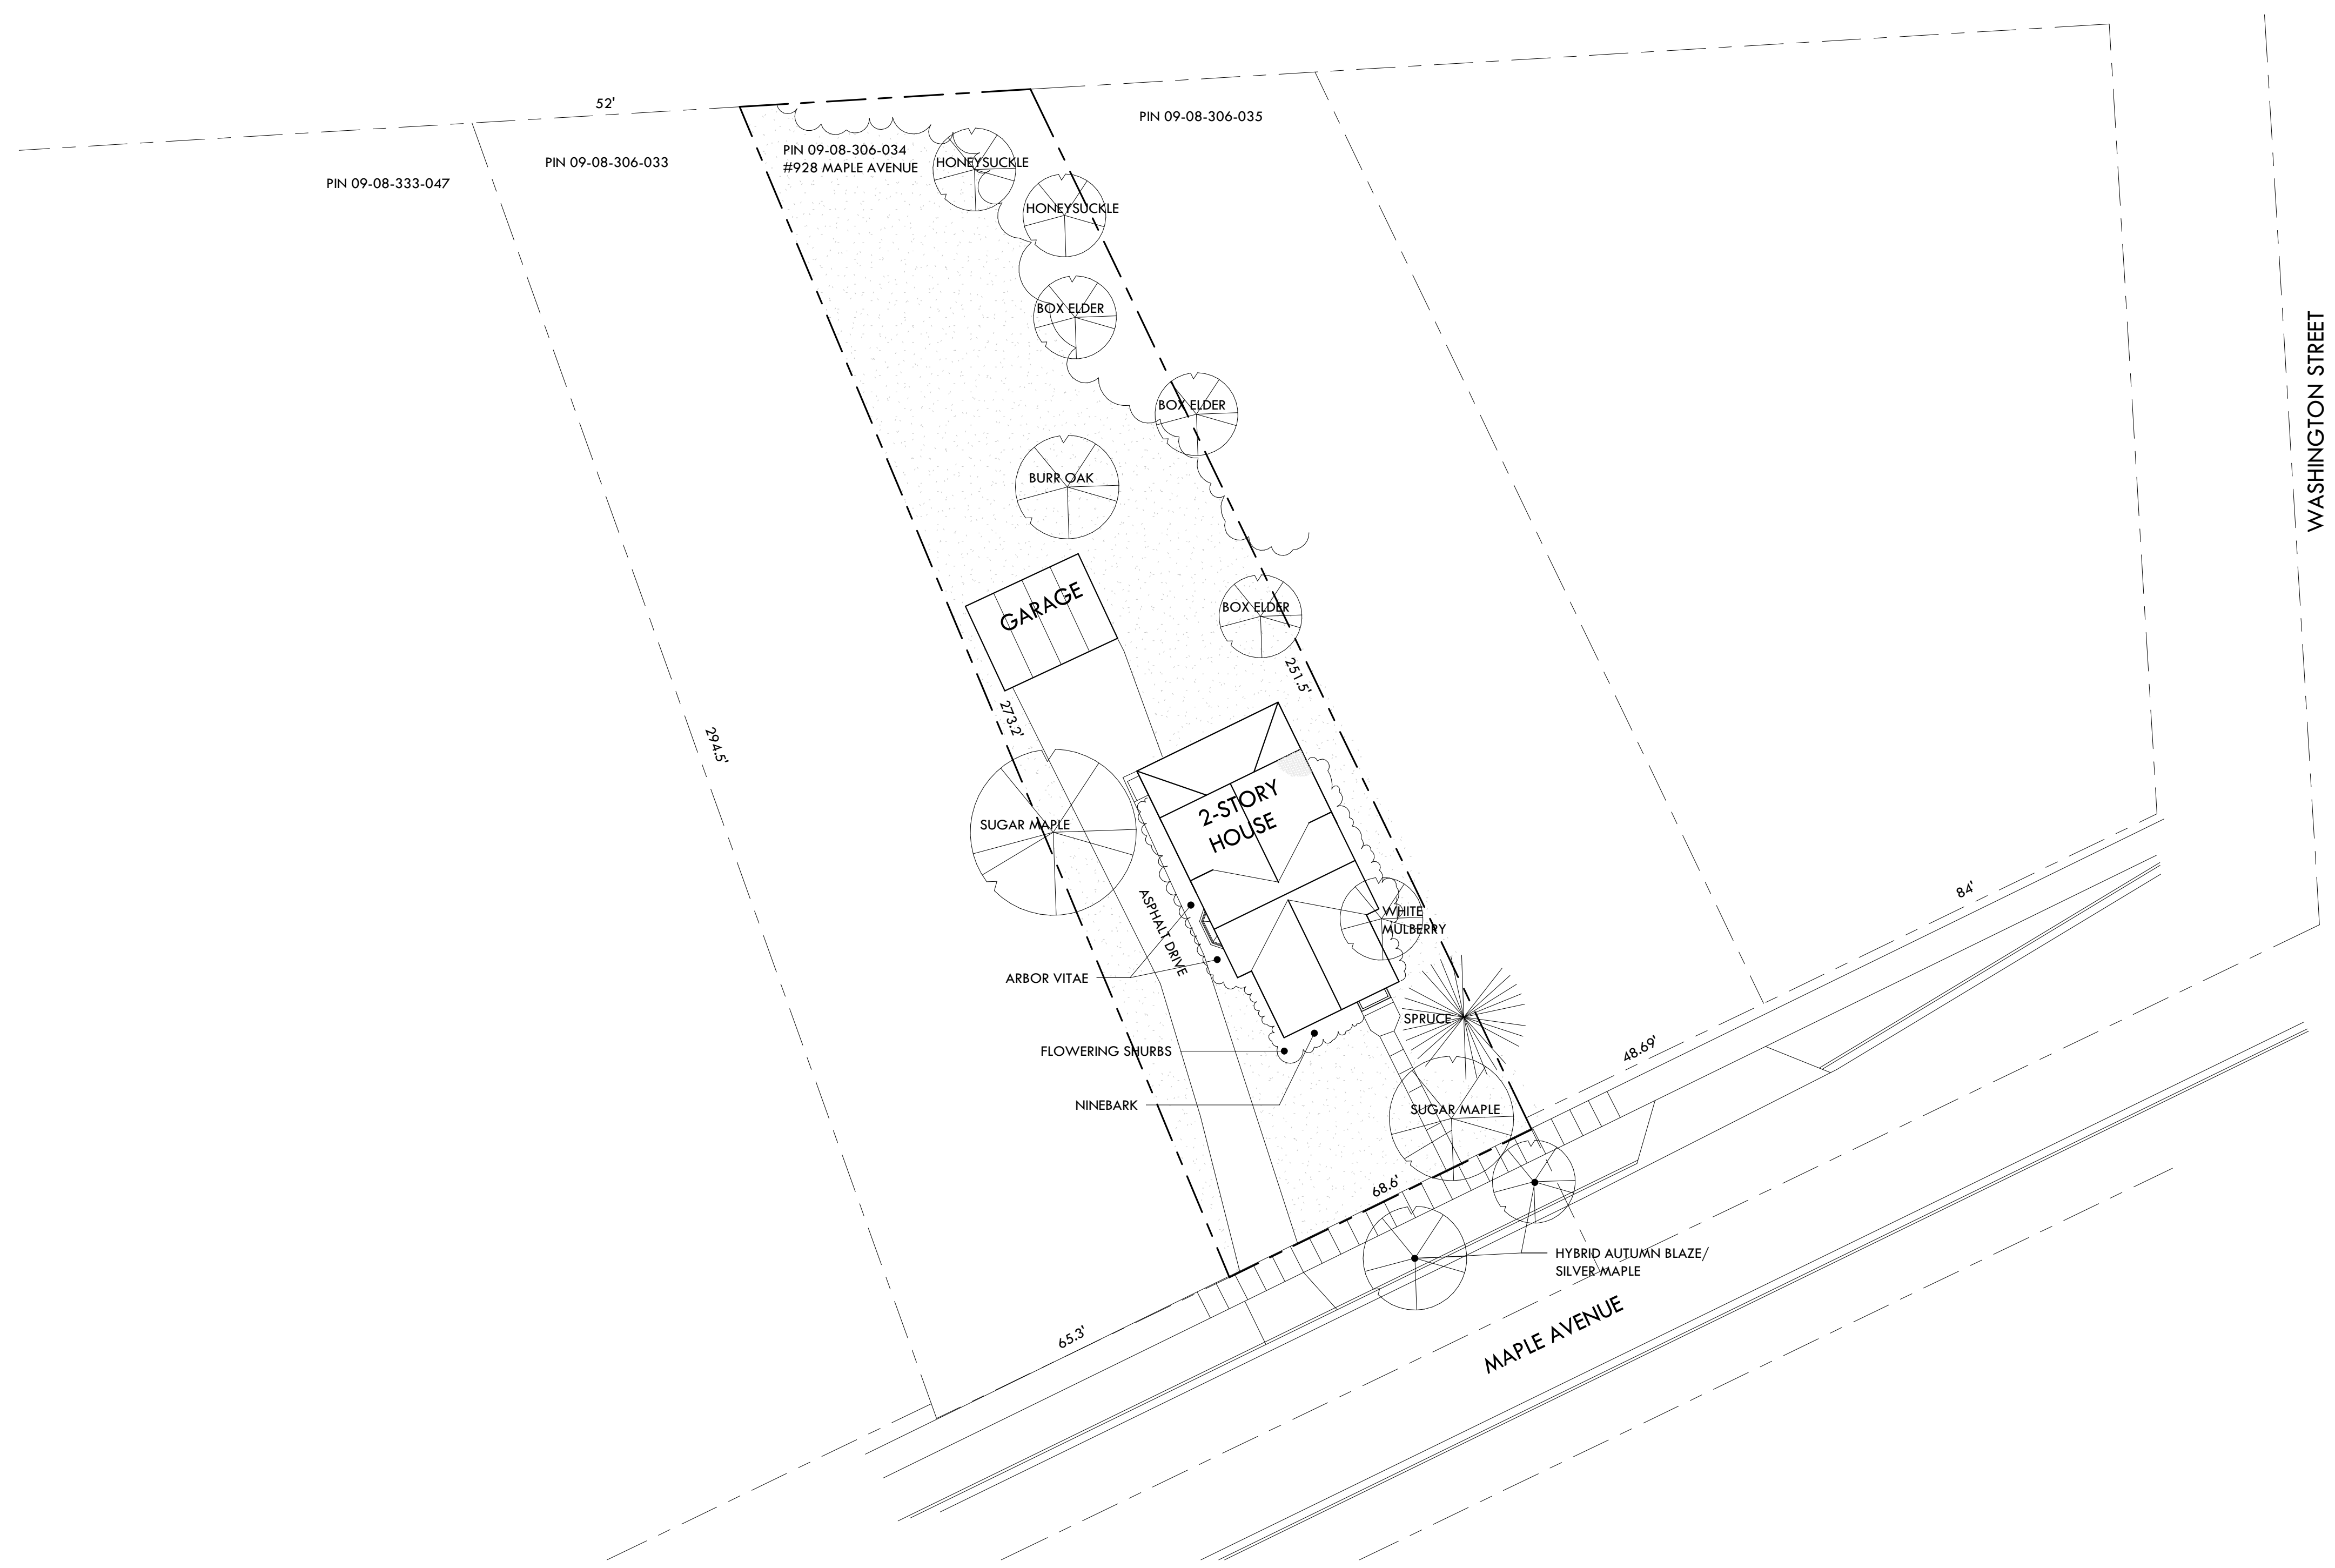 52'
PIN 09-08-306-035
PIN 09-08-306-034
#928 MAPLE AVENUE
PIN 09-08-306-033
PIN 09-08-333-047
HONEYSUCKLE
HONEYSUCKLE
BOX ELDER
BOX ELDER
WASHINGTON STREET
BURR OAK
GARAGE
BOX ELDER
251.5'
273.2'
294.5'
2-STORY
HOUSE
SUGAR MAPLE
ASPHALT DRIVE
WHITE
MULBERRY
84'
ARBOR VITAE
SPRUCE
FLOWERING SHURBS
48.69'
NINEBARK
SUGAR MAPLE
68.6'
HYBRID AUTUMN BLAZE/
SILVER MAPLE
65.3'
MAPLE AVENUE